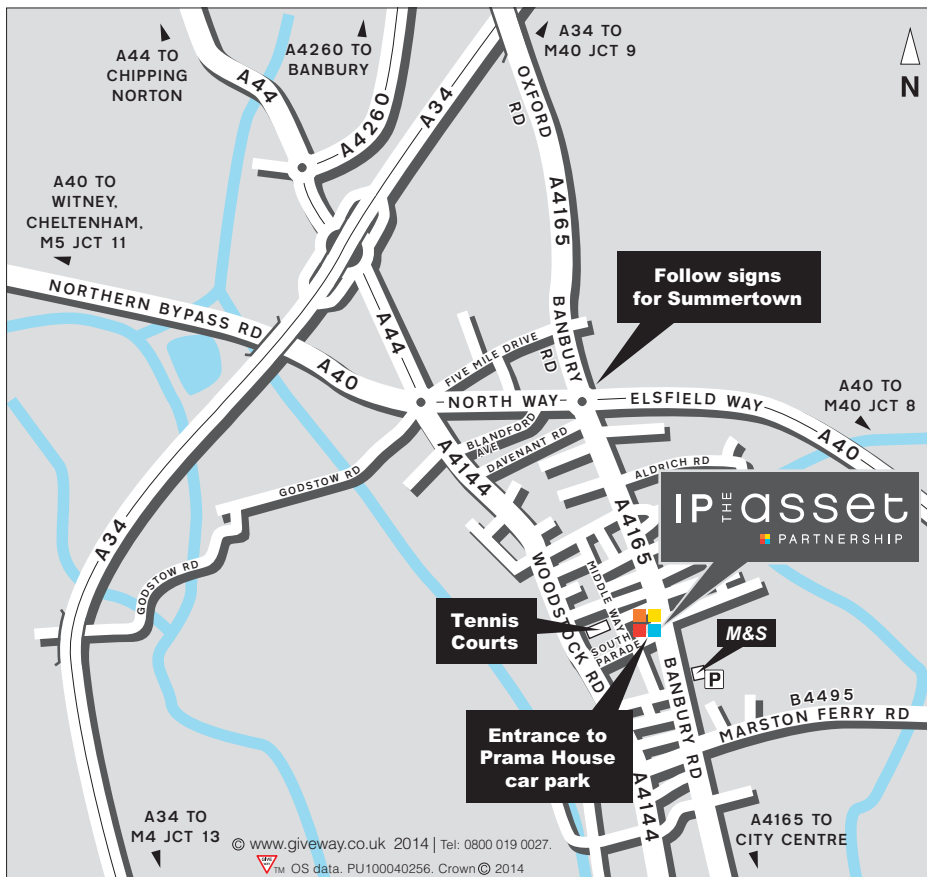 A44 TO
CHIPPING
NORTON
A4260 TO
BANBURY
A34 TO
M40 JCT 9
N
A44
A4260
A34
OXFORD
RD
A4165
A40 TO
WITNEY,
CHELTENHAM,
M5 JCT 11
Follow signs
for Summertown
NORTHERN BYPASS RD
A40
A44
FIVE MILE DRIVE
BANBURY
RD
NORTH WAY
ELSFIELD WAY
A40 TO
M40 JCT 8
A40
BLANDFORD
AVE
DAVENANT RD
A4144
GODSTOW RD
ALDRICH RD
A4165
IP THE asset
PARTNERSHIP
A34
GODSTOW RD
WOODSTOCK RD
MIDDLE WAY
Tennis
Courts
SOUTH
PARADE
M&S
P
BANBURY RD
B4495
MARSTON FERRY RD
Entrance to
Prama House
car park
A4144
A34 TO
M4 JCT 13
A4165 TO
CITY CENTRE
© www.giveway.co.uk 2014 | Tel: 0800 019 0027.
GIVE WAY TM OS data. PU100040256. Crown © 2014